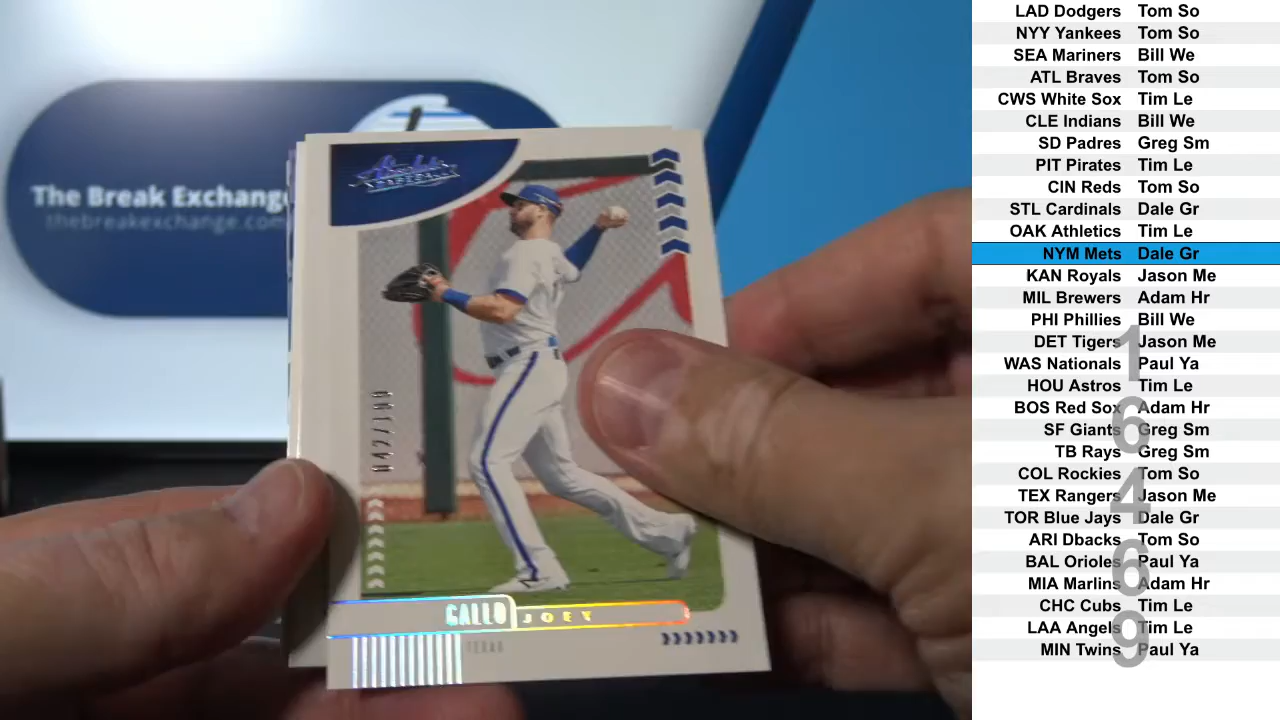 The Break Exchange
thebreakexchange.com
Absolute
042/199
GALLO JOEY
TEXAS
LAD Dodgers Tom So
NYY Yankees Tom So
SEA Mariners Bill We
ATL Braves Tom So
CWS White Sox Tim Le
CLE Indians Bill We
SD Padres Greg Sm
PIT Pirates Tim Le
CIN Reds Tom So
STL Cardinals Dale Gr
OAK Athletics Tim Le
NYM Mets Dale Gr
KAN Royals Jason Me
MIL Brewers Adam Hr
PHI Phillies Bill We
DET Tigers Jason Me
WAS Nationals Paul Ya
HOU Astros Tim Le
BOS Red Sox Adam Hr
SF Giants Greg Sm
TB Rays Greg Sm
COL Rockies Tom So
TEX Rangers Jason Me
TOR Blue Jays Dale Gr
ARI Dbacks Tom So
BAL Orioles Paul Ya
MIA Marlins Adam Hr
CHC Cubs Tim Le
LAA Angels Tim Le
MIN Twins Paul Ya
1
6
4
6
9